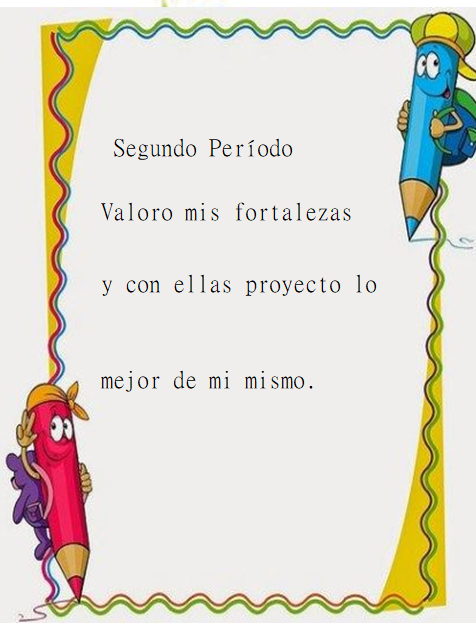 Segundo Período
Valoro mis fortalezas
y con ellas proyecto lo
mejor de mi mismo.